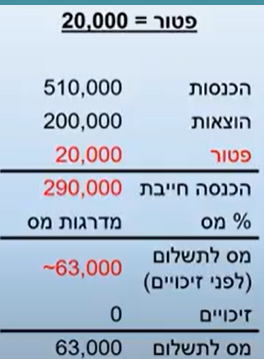 פטור = 20,000
הכנסות 510,000
הוצאות 200,000
פטור 20,000
הכנסה חייבת 290,000
% מס מדרגות מס
מס לתשלום
(לפני זיכויים) ~63,000
זיכויים 0
מס לתשלום 63,000